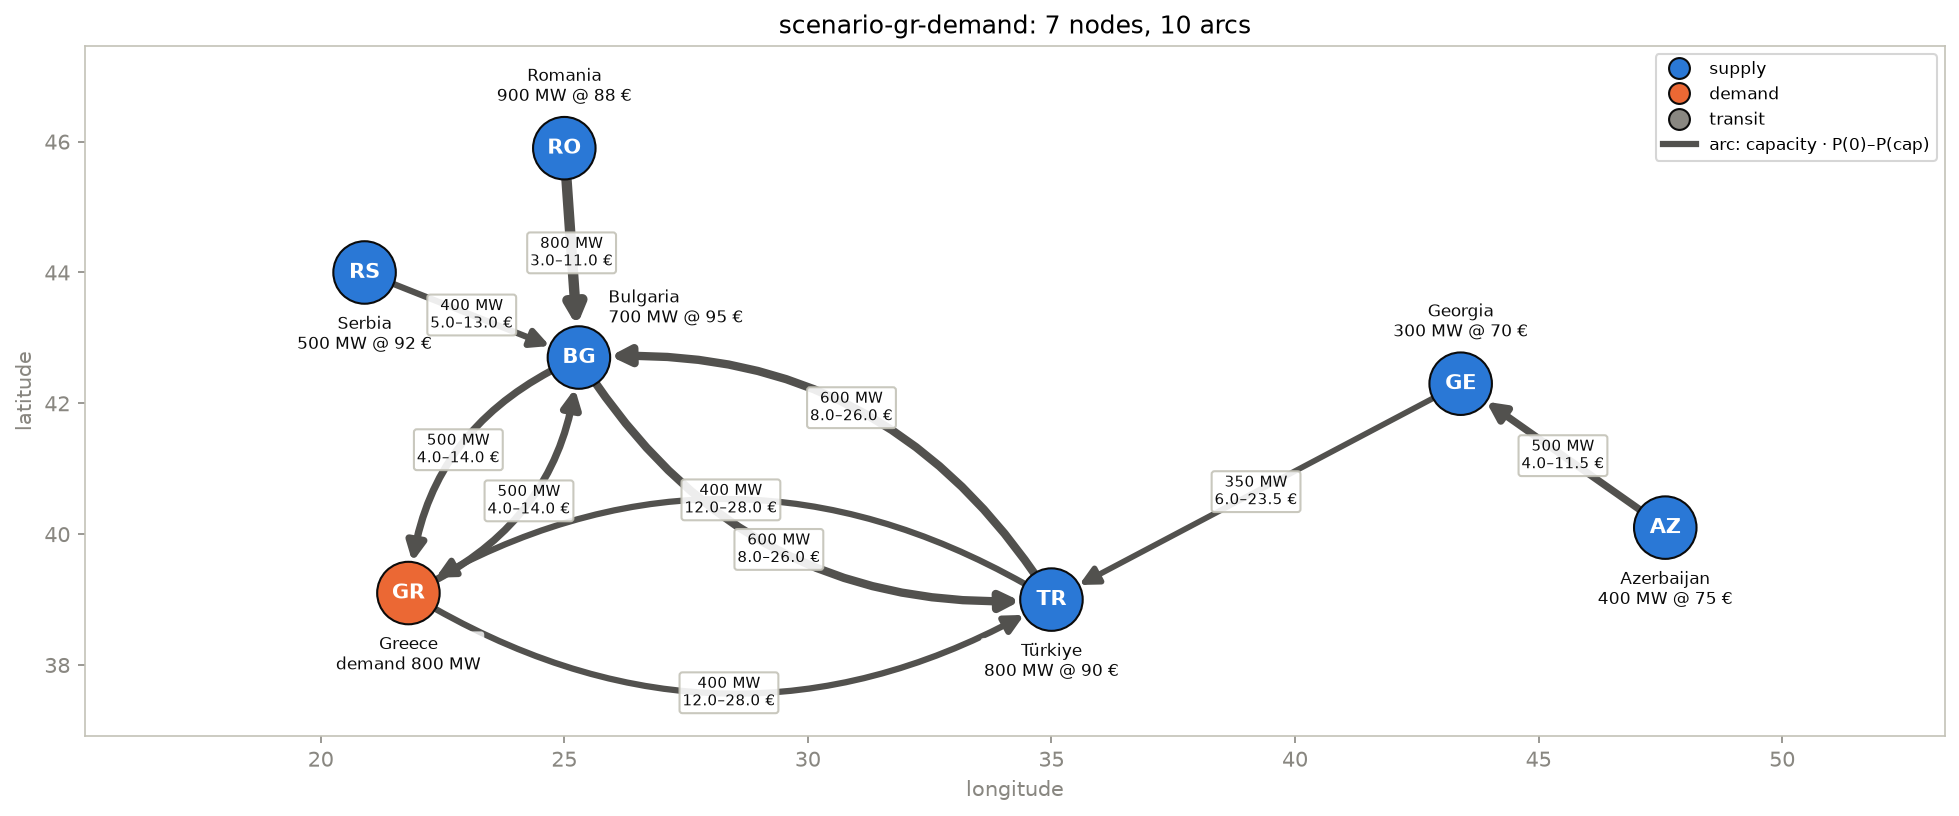 scenario-gr-demand: 7 nodes, 10 arcs
supply
demand
transit
arc: capacity · P(0)–P(cap)
Romania
900 MW @ 88 €
RO
800 MW
3.0–11.0 €
RS
Serbia
500 MW @ 92 €
400 MW
5.0–13.0 €
Bulgaria
700 MW @ 95 €
BG
Georgia
300 MW @ 70 €
GE
600 MW
8.0–26.0 €
500 MW
4.0–14.0 €
500 MW
4.0–11.5 €
500 MW
4.0–14.0 €
400 MW
12.0–28.0 €
350 MW
6.0–23.5 €
600 MW
8.0–26.0 €
AZ
Azerbaijan
400 MW @ 75 €
GR
Greece
demand 800 MW
TR
Türkiye
800 MW @ 90 €
400 MW
12.0–28.0 €
latitude
46
44
42
40
38
20
25
30
35
40
45
50
longitude